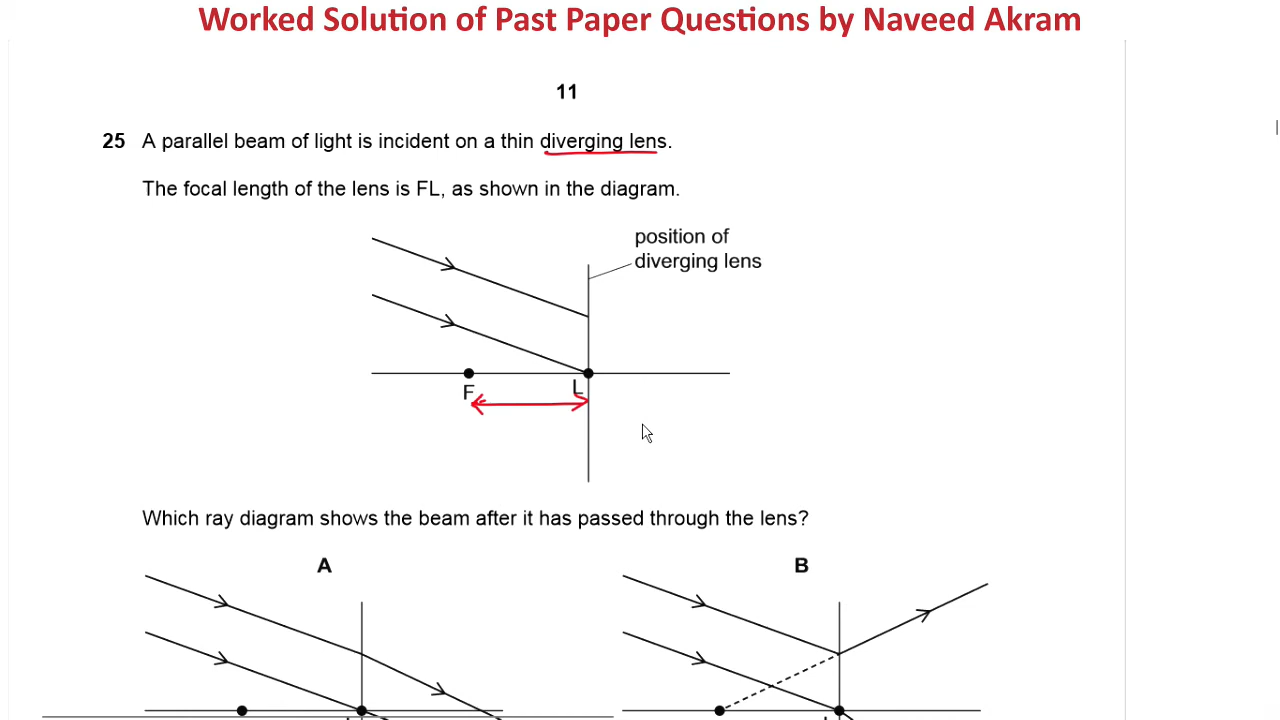 Worked Solution of Past Paper Questions by Naveed Akram
11
25 A parallel beam of light is incident on a thin diverging lens.
The focal length of the lens is FL, as shown in the diagram.
position of
diverging lens
F
L
Which ray diagram shows the beam after it has passed through the lens?
A
B